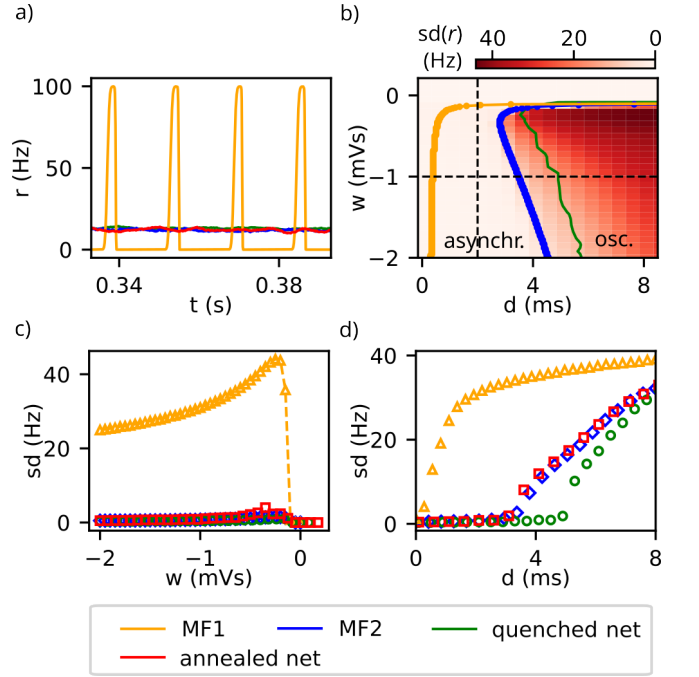 a)
100
50
0
r (Hz)
0.34
0.38
t (s)
b)
sd(r)
(Hz)
40
20
0
0
−1
−2
w (mVs)
asynchr.
osc.
0
4
8
d (ms)
c)
40
20
0
sd (Hz)
−2
−1
0
w (mVs)
d)
40
20
0
sd (Hz)
0
4
8
d (ms)
MF1
MF2
quenched net
annealed net